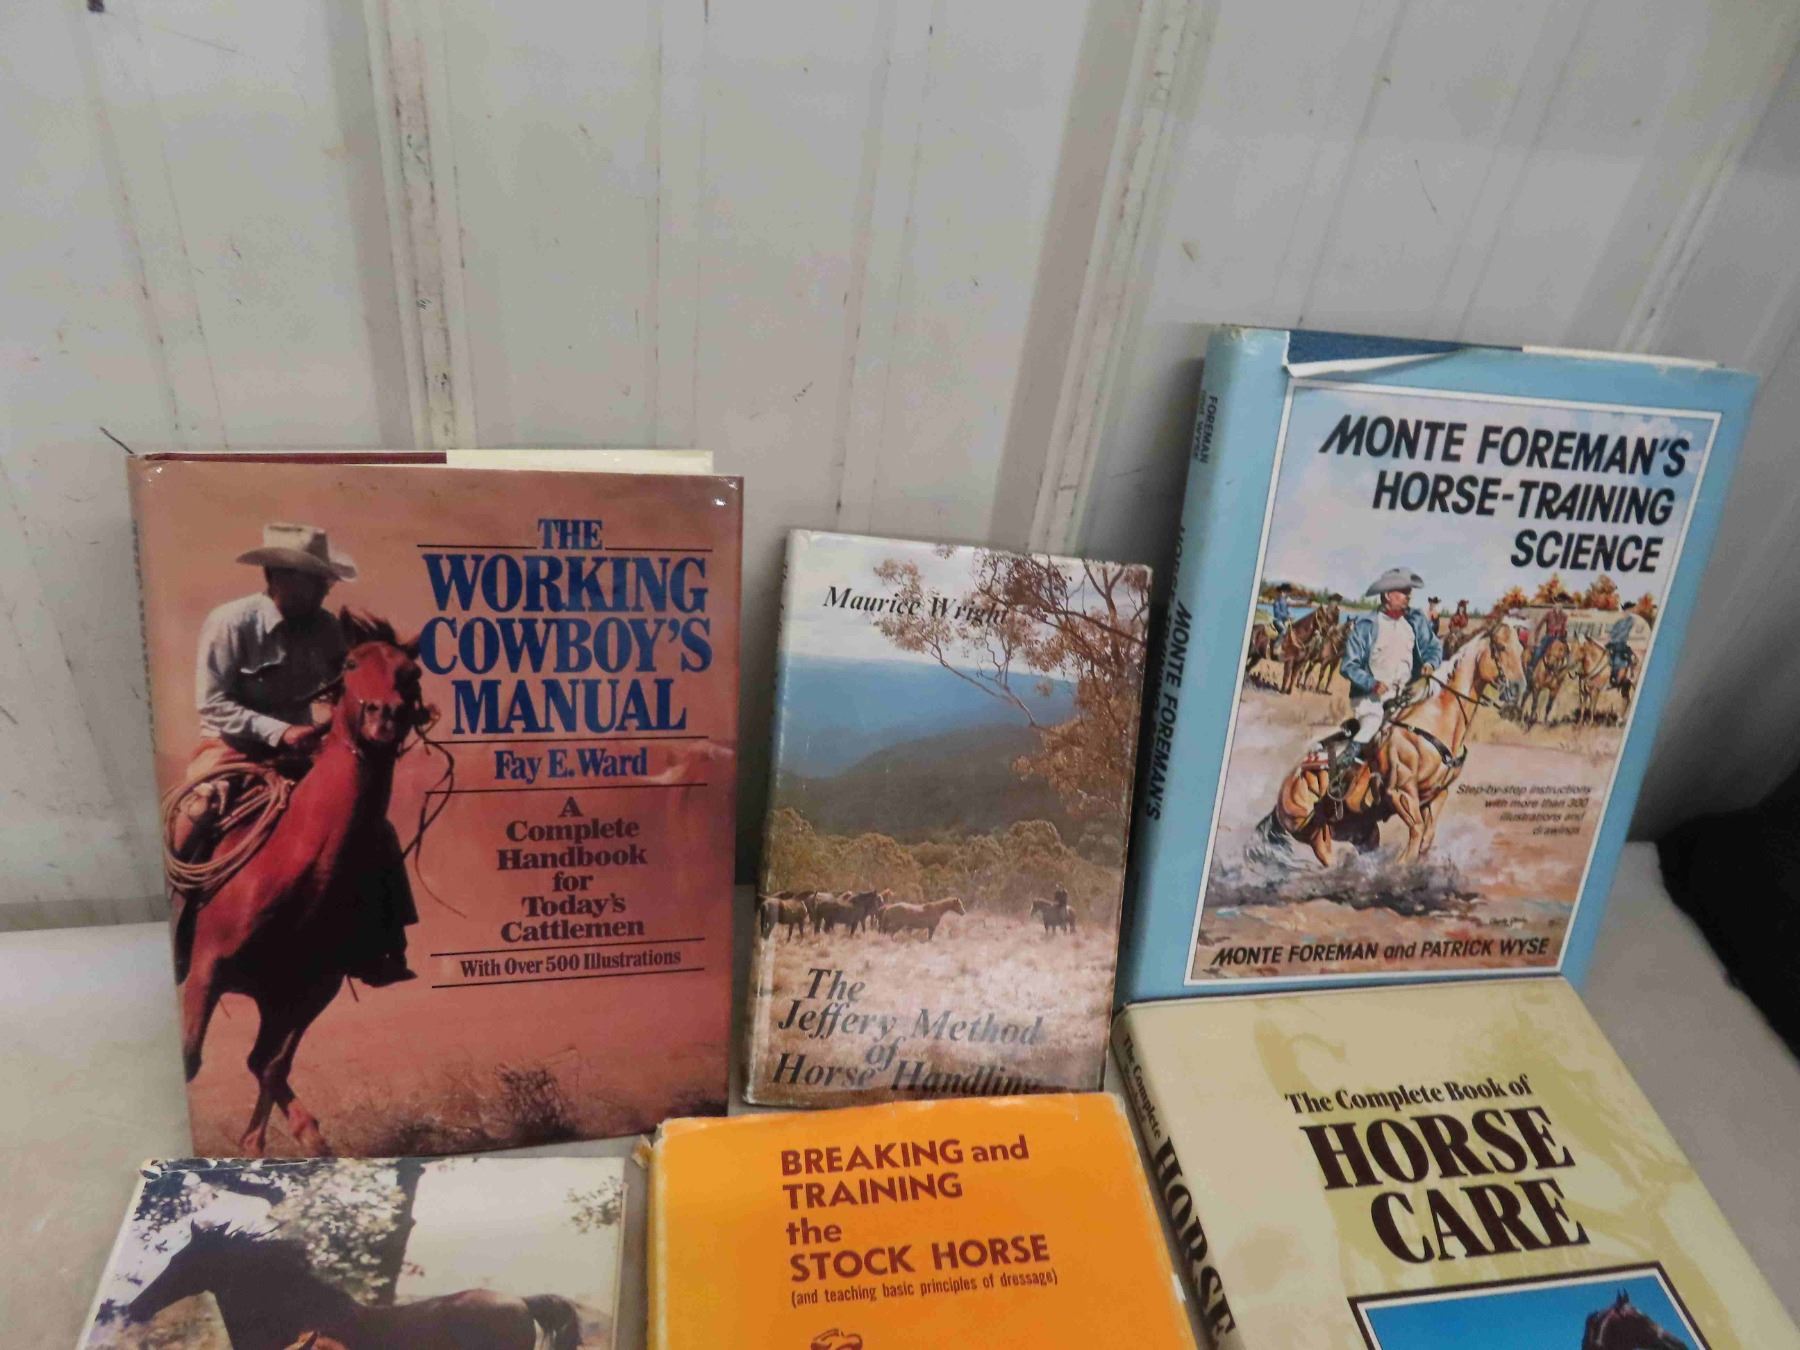 THE
WORKING
COWBOY'S
MANUAL
Fay E. Ward
A
Complete
Handbook
for
Today's
Cattlemen
With Over 500 Illustrations
Maurice Wright
The
Jeffery Method
of
Horse Handling
FOREMAN
and WYSE
MONTE FOREMAN'S
MONTE FOREMAN'S
HORSE-TRAINING
SCIENCE
Step-by-step instructions
with more than 300
illustrations and
drawings
MONTE FOREMAN and PATRICK WYSE
BREAKING and
TRAINING
the
STOCK HORSE
(and teaching basic principles of dressage)
The Complete
HORSE
The Complete Book of
HORSE
CARE